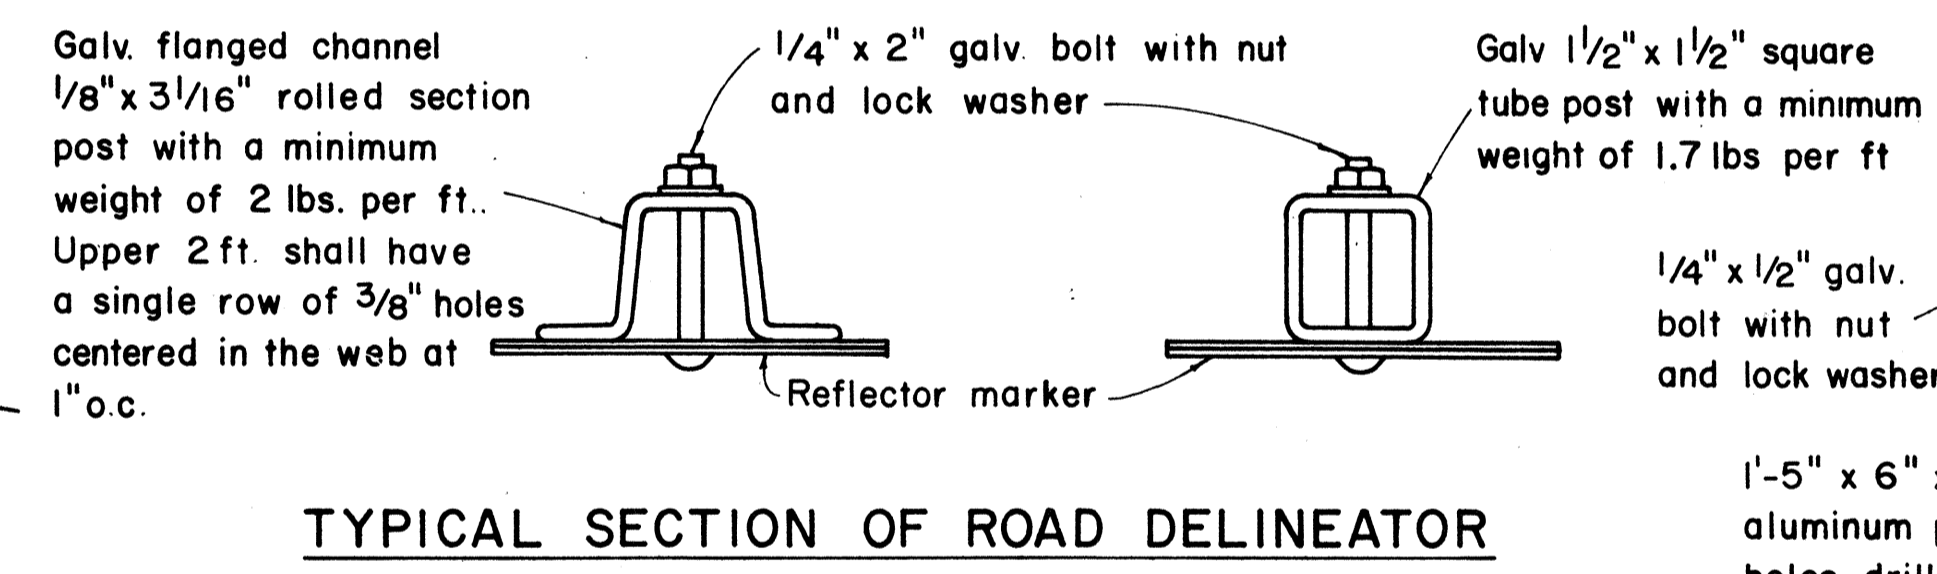 Galv. flanged channel
1/8" x 3 1/16" rolled section
post with a minimum
weight of 2 lbs. per ft..
Upper 2 ft. shall have
a single row of 3/8" holes
centered in the web at
1" o.c.
1/4" x 2" galv. bolt with nut
and lock washer
Galv 1 1/2" x 1 1/2" square
tube post with a minimum
weight of 1.7 lbs per ft
Reflector marker
1/4" x 1/2" galv.
bolt with nut
and lock washer
1'-5" x 6"
aluminum
TYPICAL SECTION OF ROAD DELINEATOR